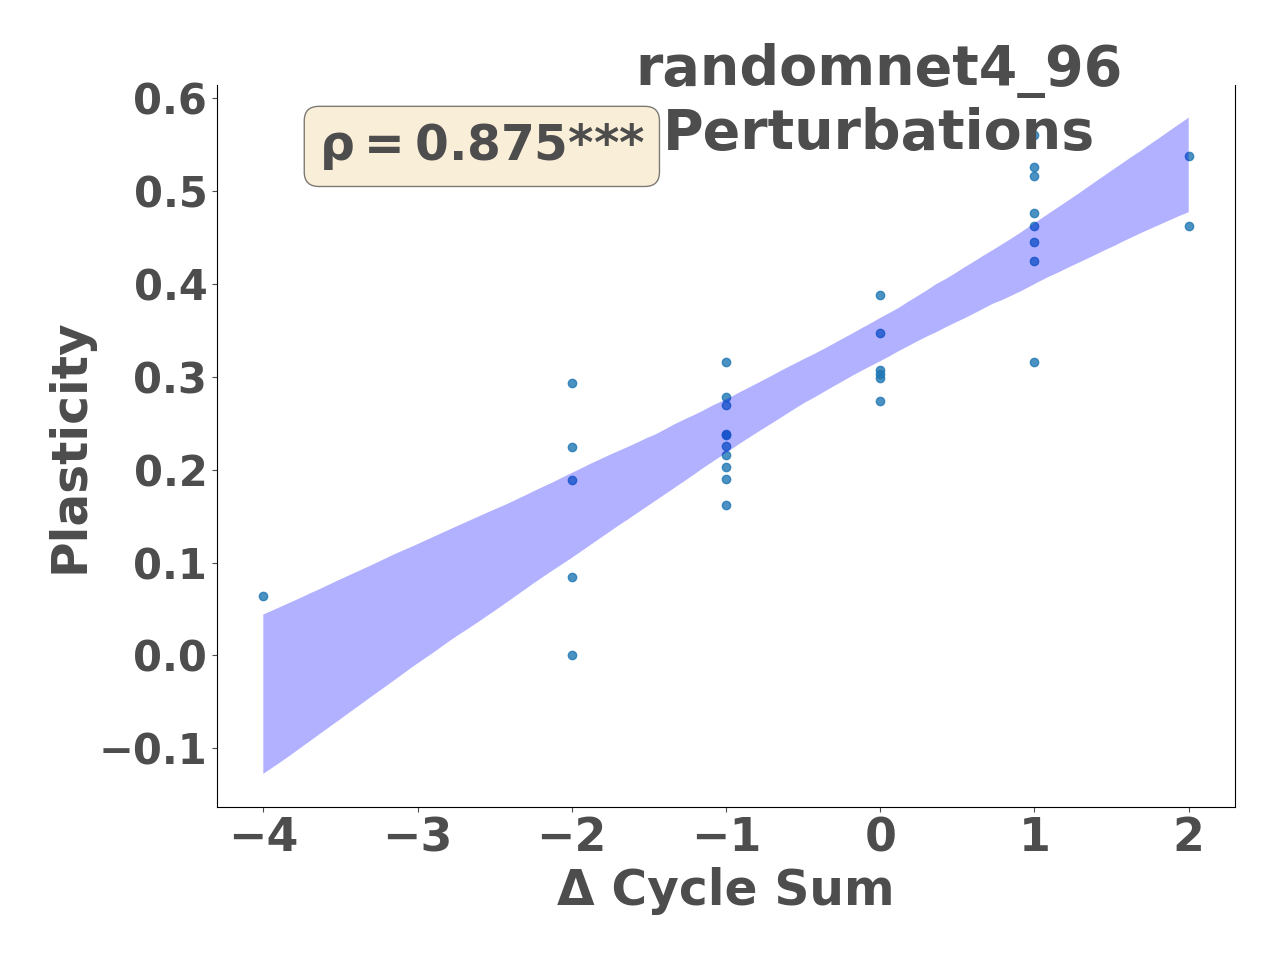 randomnet4_96
Perturbations
ρ = 0.875***
Plasticity
0.6
0.5
0.4
0.3
0.2
0.1
0.0
−0.1
−4 −3 −2 −1 0 1 2
Δ Cycle Sum